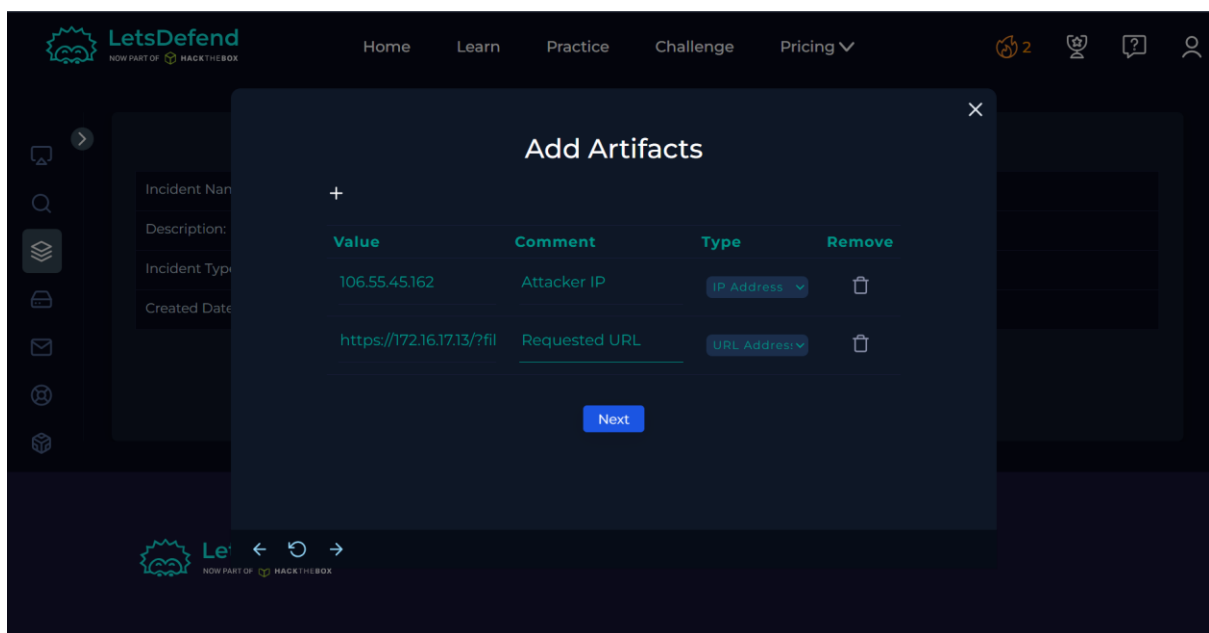 LetsDefend
NOW PART OF HACKTHEBOX
Home Learn Practice Challenge Pricing
2
Add Artifacts
+
Incident Nan
Description:
Incident Type
Created Date
Value Comment Type Remove
106.55.45.162 Attacker IP IP Address
https://172.16.17.13/?fil Requested URL URL Address
Next
Le
NOW PART OF HACKTHEBOX